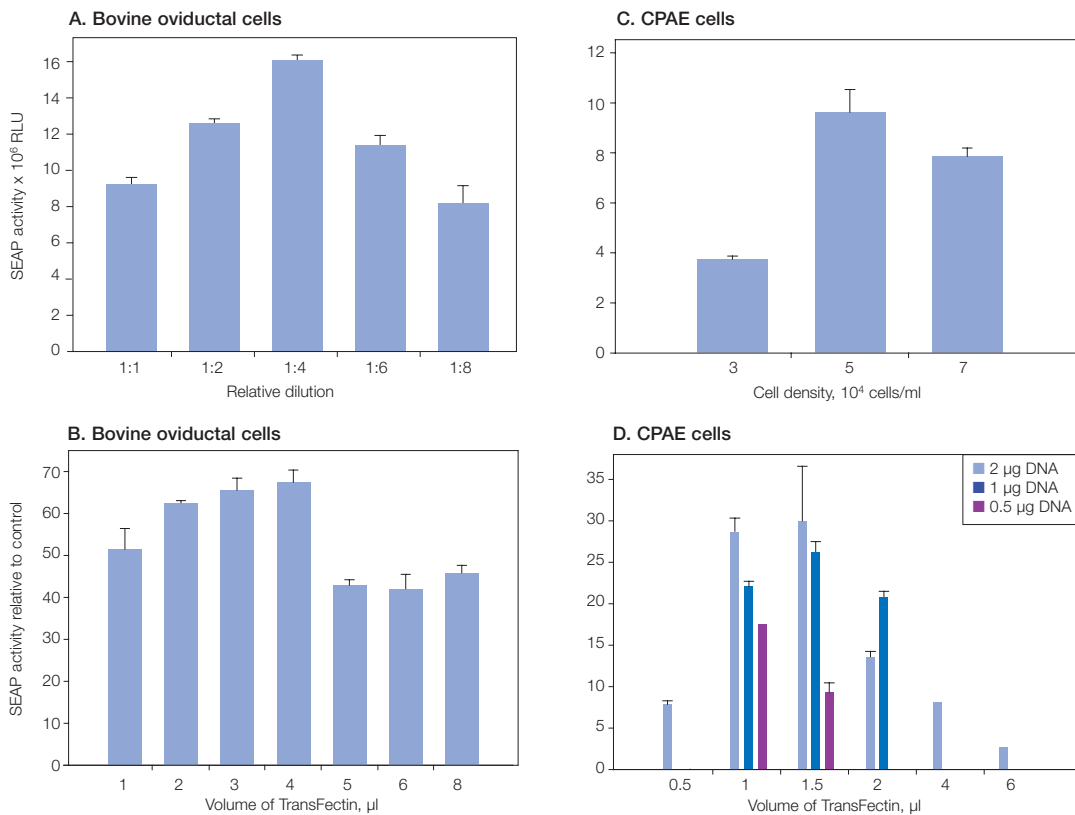 A. Bovine oviductal cells
SEAP activity x 10⁶ RLU
16
14
12
10
8
6
4
2
0
1:1 1:2 1:4 1:6 1:8
Relative dilution
B. Bovine oviductal cells
SEAP activity relative to control
70
60
50
40
30
20
10
0
1 2 3 4 5 6 8
Volume of TransFectin, µl
C. CPAE cells
12
10
8
6
4
2
0
3 5 7
Cell density, 10⁴ cells/ml
D. CPAE cells
35
30
25
20
15
10
5
0
2 µg DNA
1 µg DNA
0.5 µg DNA
0.5 1 1.5 2 4 6
Volume of TransFectin, µl